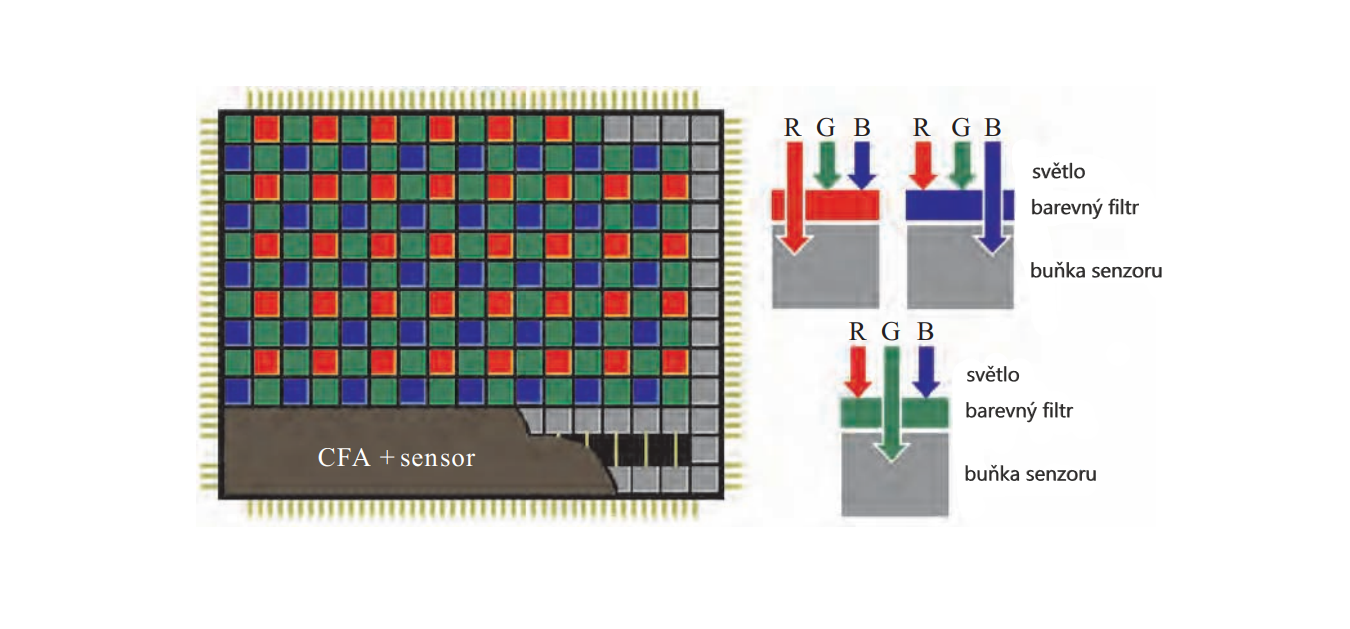 R G B R G B
světlo
barevný filtr
buňka senzoru
R G B
světlo
barevný filtr
buňka senzoru
CFA + sensor